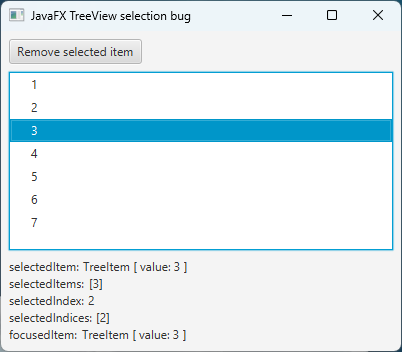 JavaFX TreeView selection bug
Remove selected item
1
2
3
4
5
6
7
selectedItem: TreeItem [ value: 3 ]
selectedItems: [3]
selectedIndex: 2
selectedIndices: [2]
focusedItem: TreeItem [ value: 3 ]